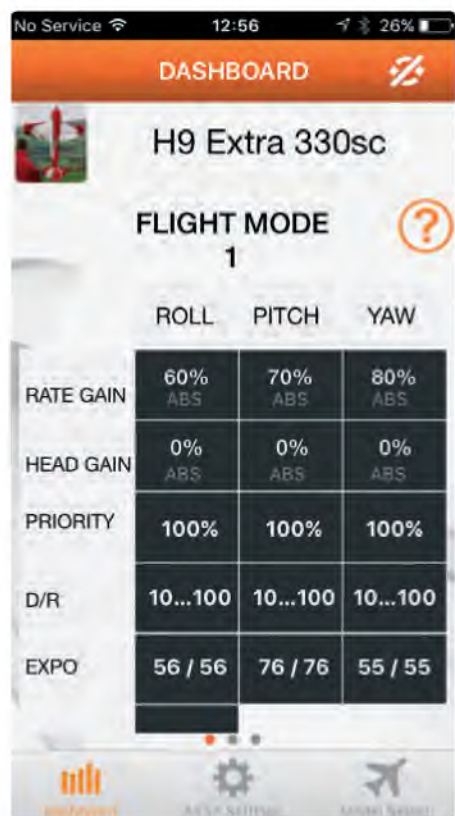 No Service 12:56 26%
DASHBOARD
H9 Extra 330sc
FLIGHT MODE
1
?
ROLL PITCH YAW
RATE GAIN 60% ABS 70% ABS 80% ABS
HEAD GAIN 0% ABS 0% ABS 0% ABS
PRIORITY 100% 100% 100%
D/R 10...100 10...100 10...100
EXPO 56 / 56 76 / 76 55 / 55
Dashboard